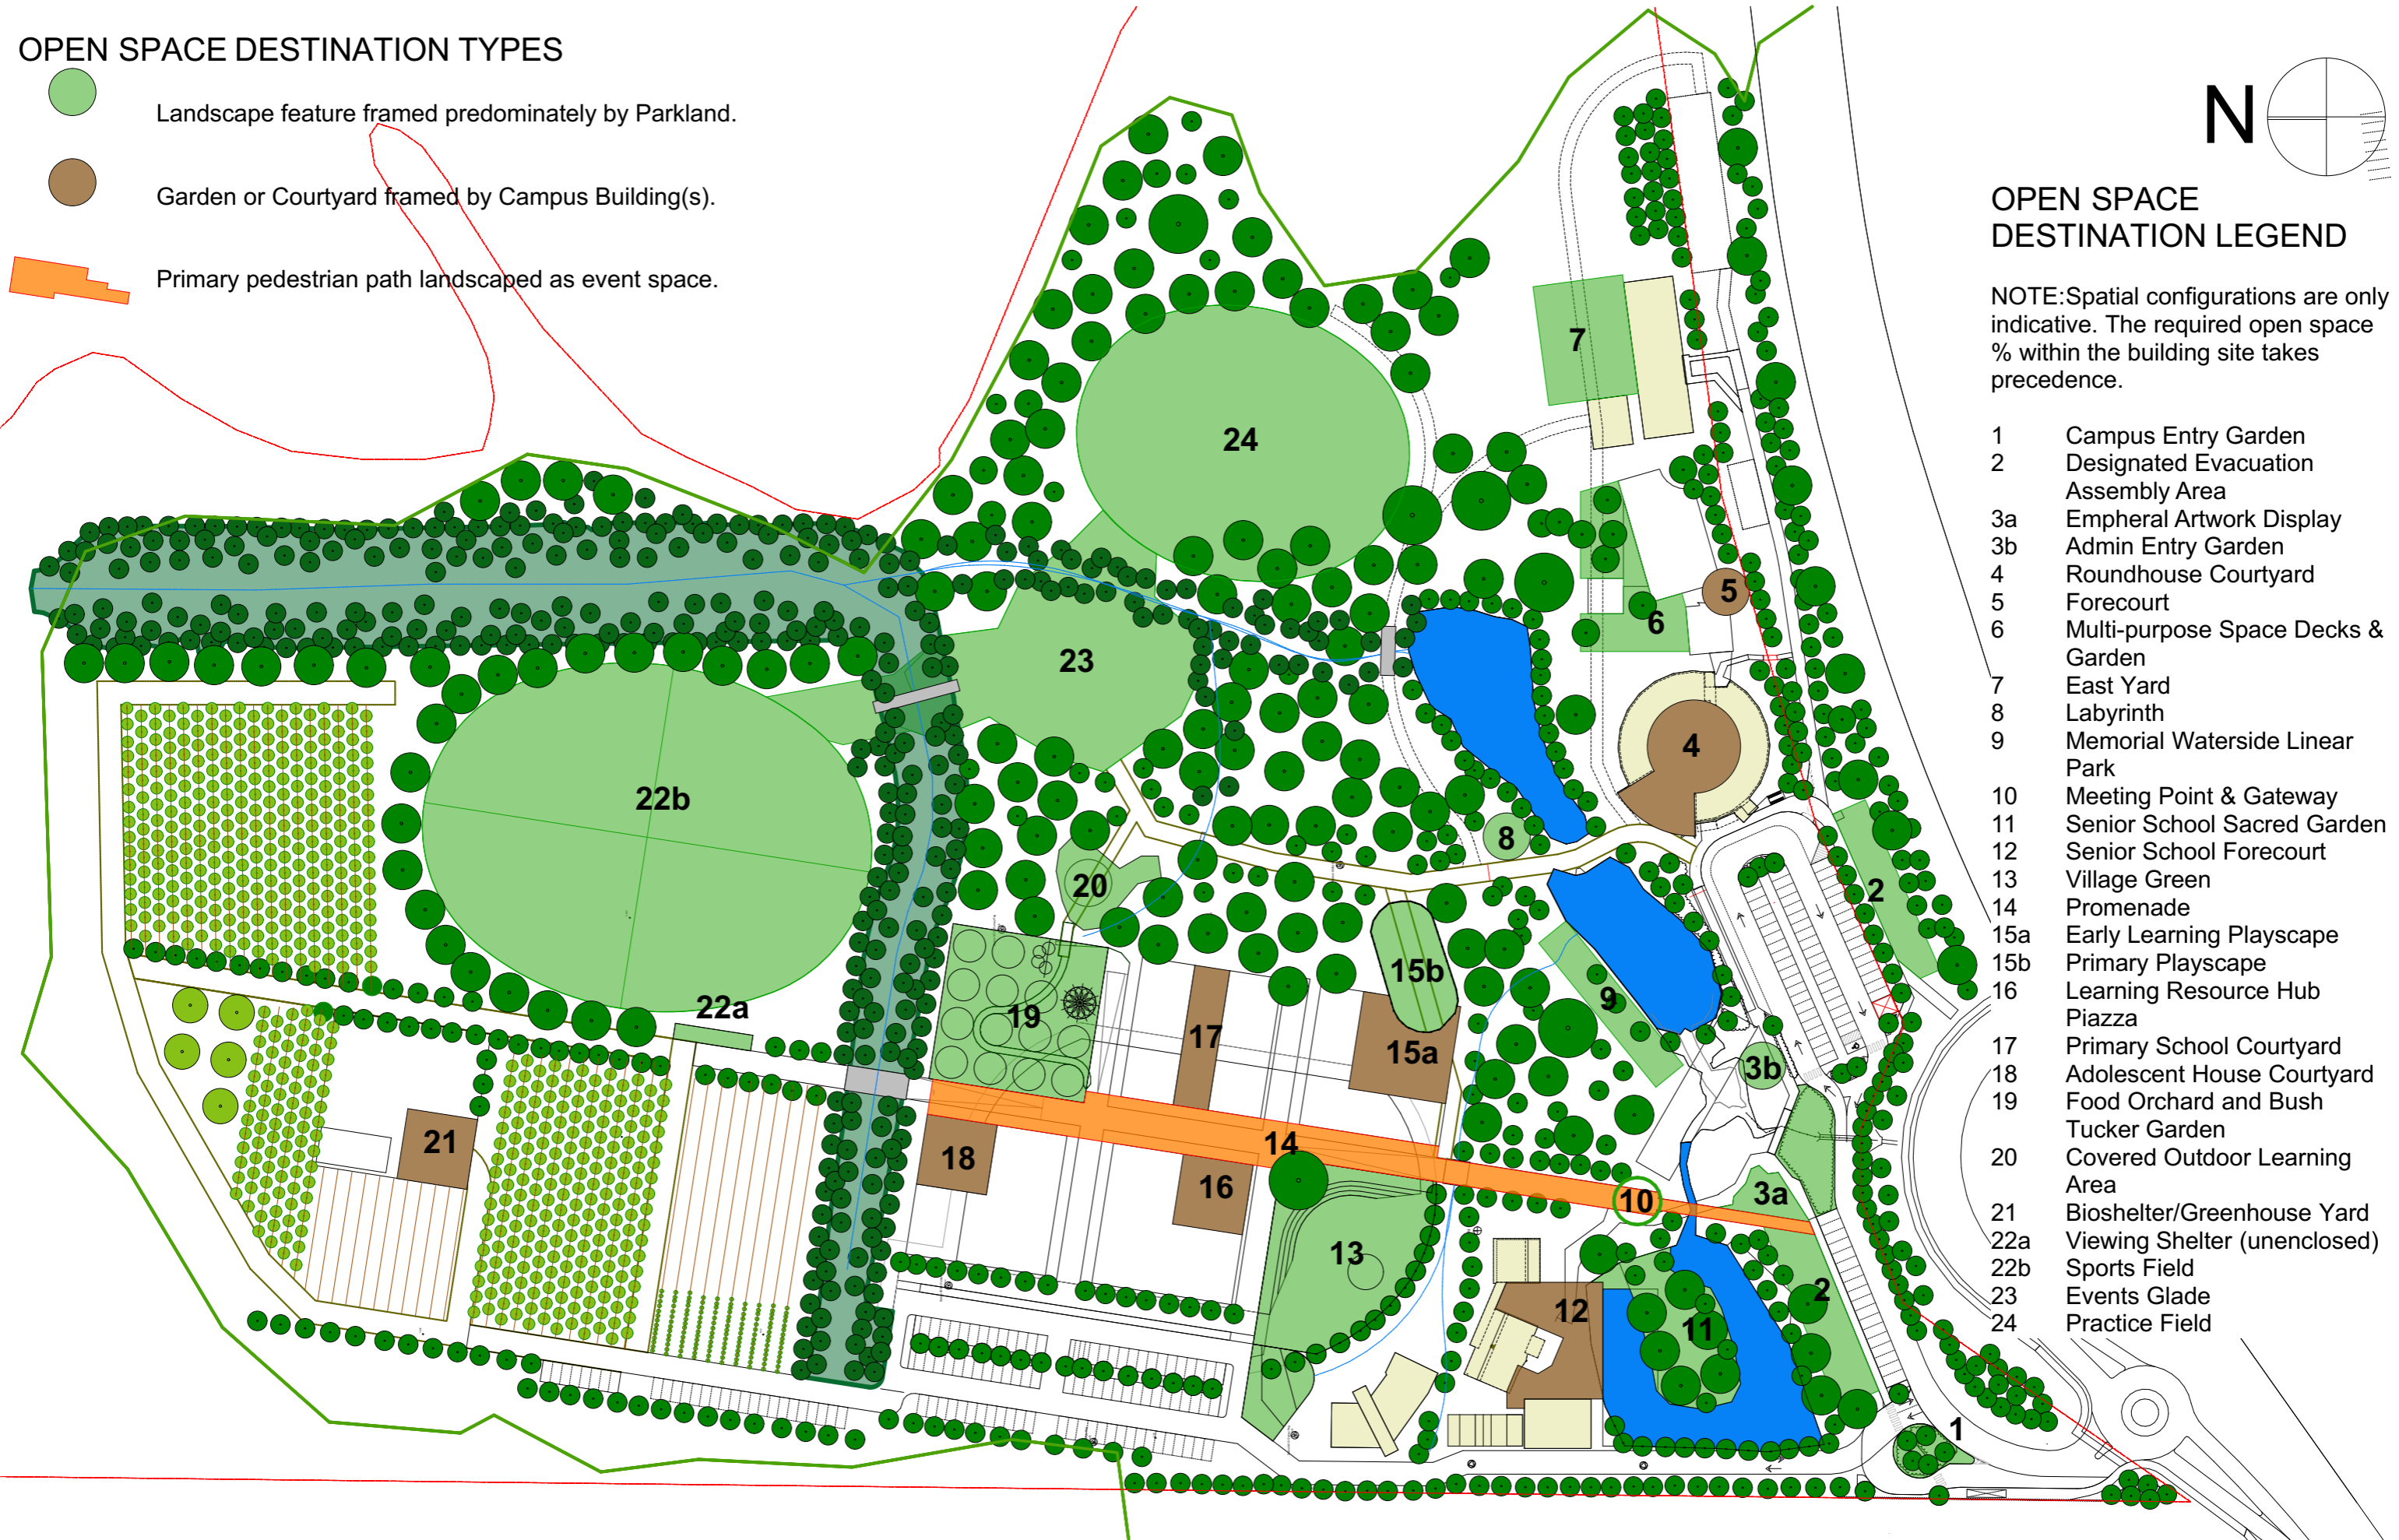 OPEN SPACE DESTINATION TYPES
Landscape feature framed predominately by Parkland.
Garden or Courtyard framed by Campus Building(s).
Primary pedestrian path landscaped as event space.
N
OPEN SPACE
DESTINATION LEGEND
NOTE:Spatial configurations are only
indicative. The required open space
% within the building site takes
precedence.
1 Campus Entry Garden
2 Designated Evacuation
Assembly Area
3a Empheral Artwork Display
3b Admin Entry Garden
4 Roundhouse Courtyard
5 Forecourt
6 Multi-purpose Space Decks &
Garden
7 East Yard
8 Labyrinth
9 Memorial Waterside Linear
Park
10 Meeting Point & Gateway
11 Senior School Sacred Garden
12 Senior School Forecourt
13 Village Green
14 Promenade
15a Early Learning Playscape
15b Primary Playscape
16 Learning Resource Hub
Piazza
17 Primary School Courtyard
18 Adolescent House Courtyard
19 Food Orchard and Bush
Tucker Garden
20 Covered Outdoor Learning
Area
21 Bioshelter/Greenhouse Yard
22a Viewing Shelter (unenclosed)
22b Sports Field
23 Events Glade
24 Practice Field
7
24
5
6
23
4
22b
8
20
2
15b
9
22a
19
17
15a
3b
21
18
14
16
3a
10
13
2
12
11
1